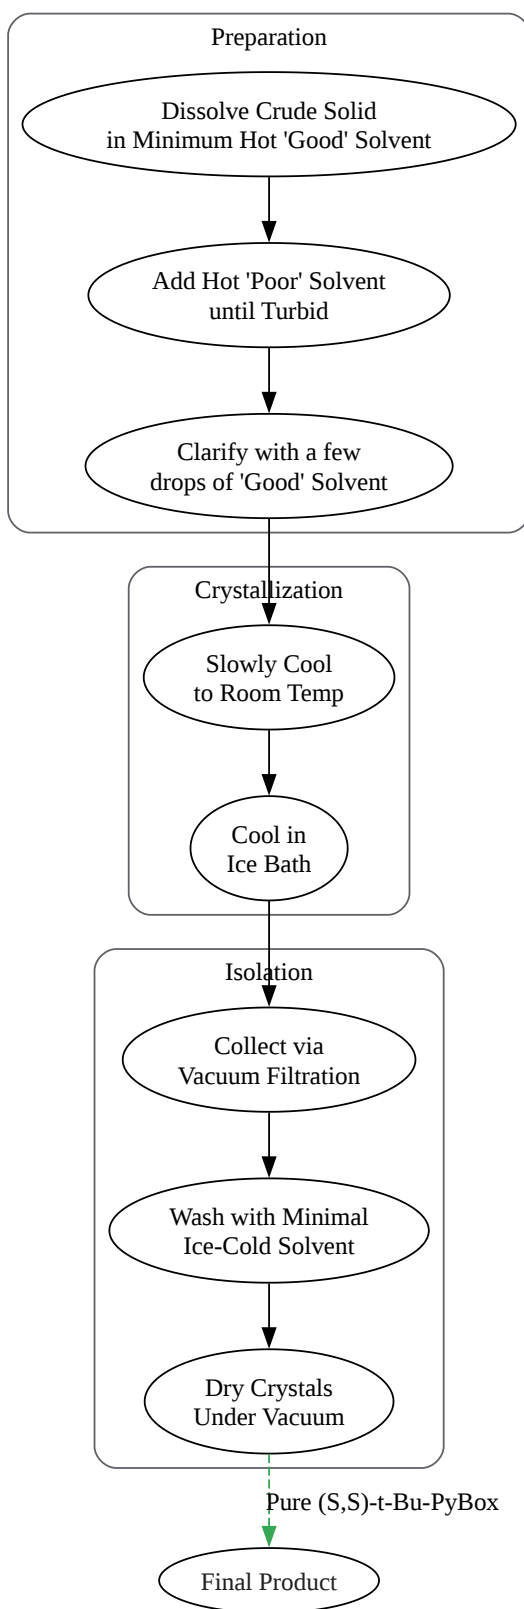 Preparation
Dissolve Crude Solid
in Minimum Hot 'Good' Solvent
Add Hot 'Poor' Solvent
until Turbid
Clarify with a few
drops of 'Good' Solvent
Crystallization
Slowly Cool
to Room Temp
Cool in
Ice Bath
Isolation
Collect via
Vacuum Filtration
Wash with Minimal
Ice-Cold Solvent
Dry Crystals
Under Vacuum
Pure (S,S)-t-Bu-PyBox
Final Product